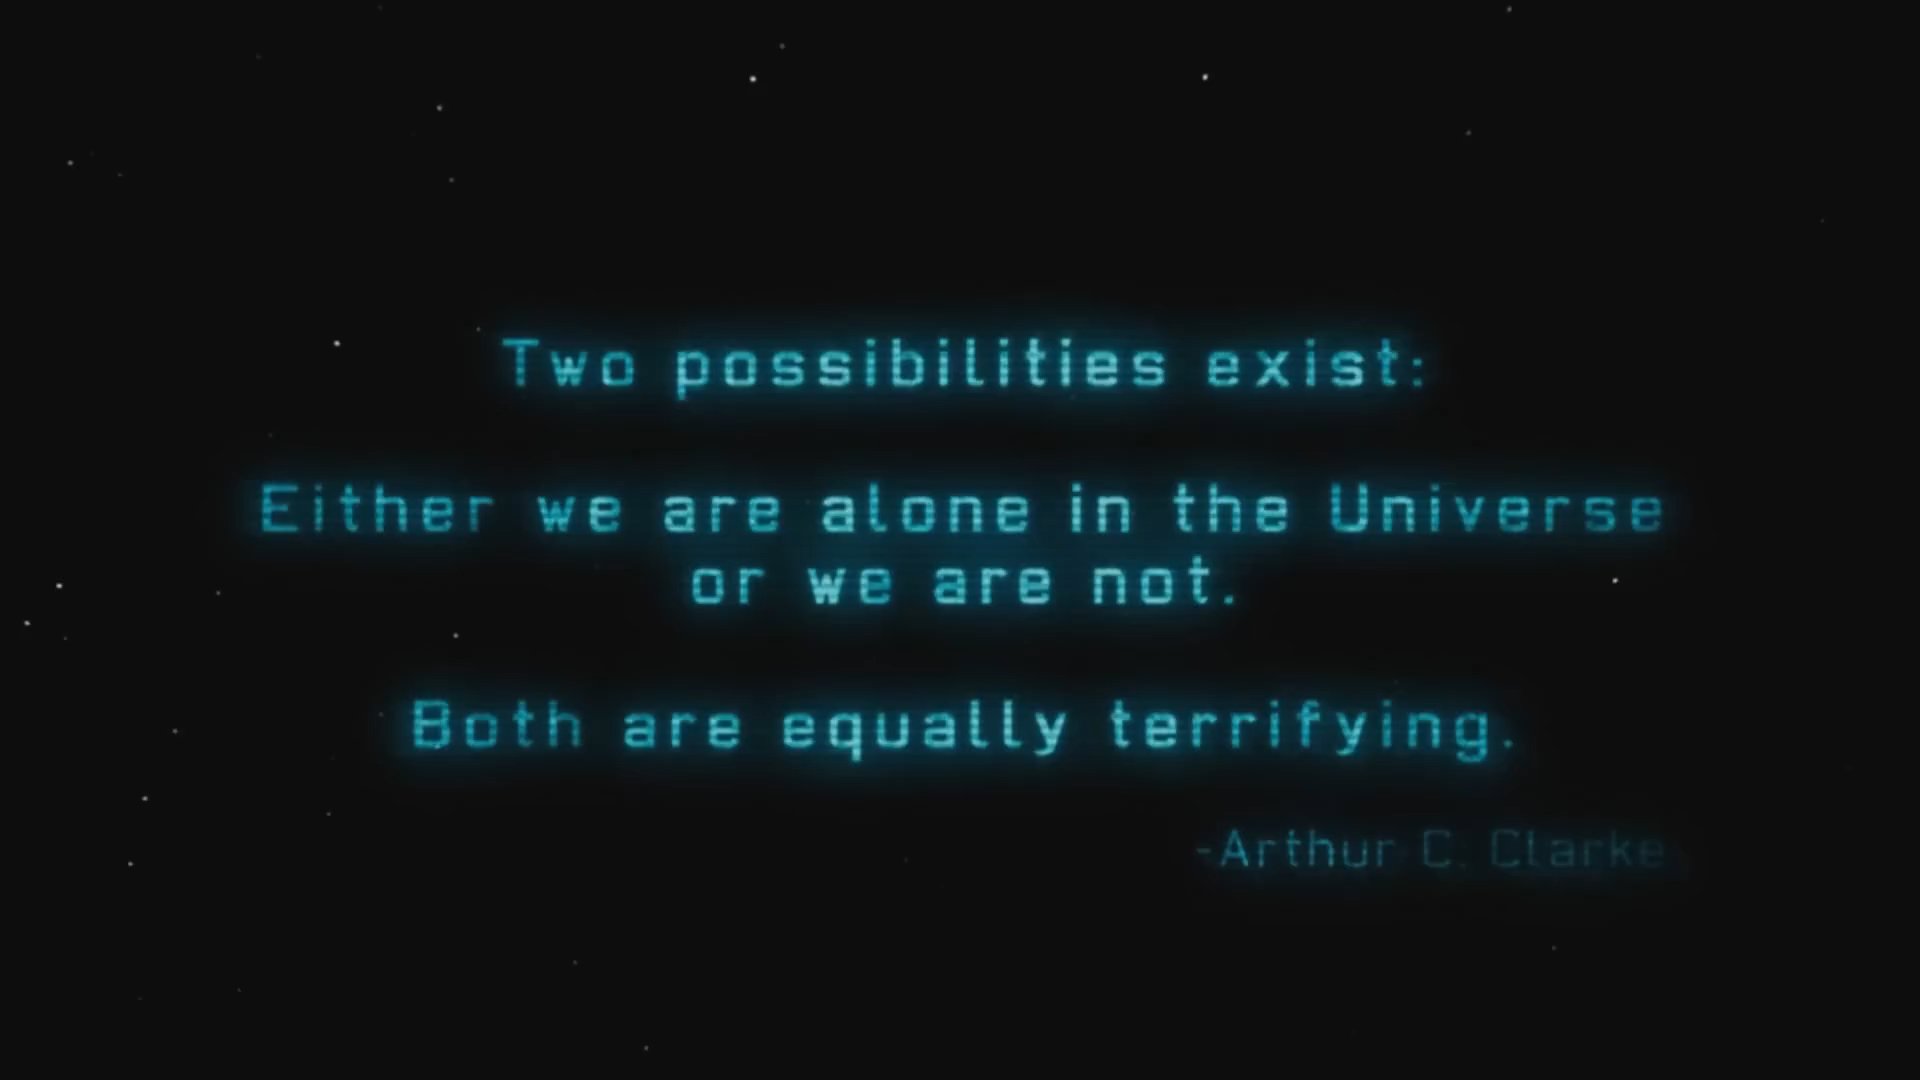 Two possibilities exist:
Either we are alone in the Universe
or we are not.
Both are equally terrifying.
-Arthur C. Clarke